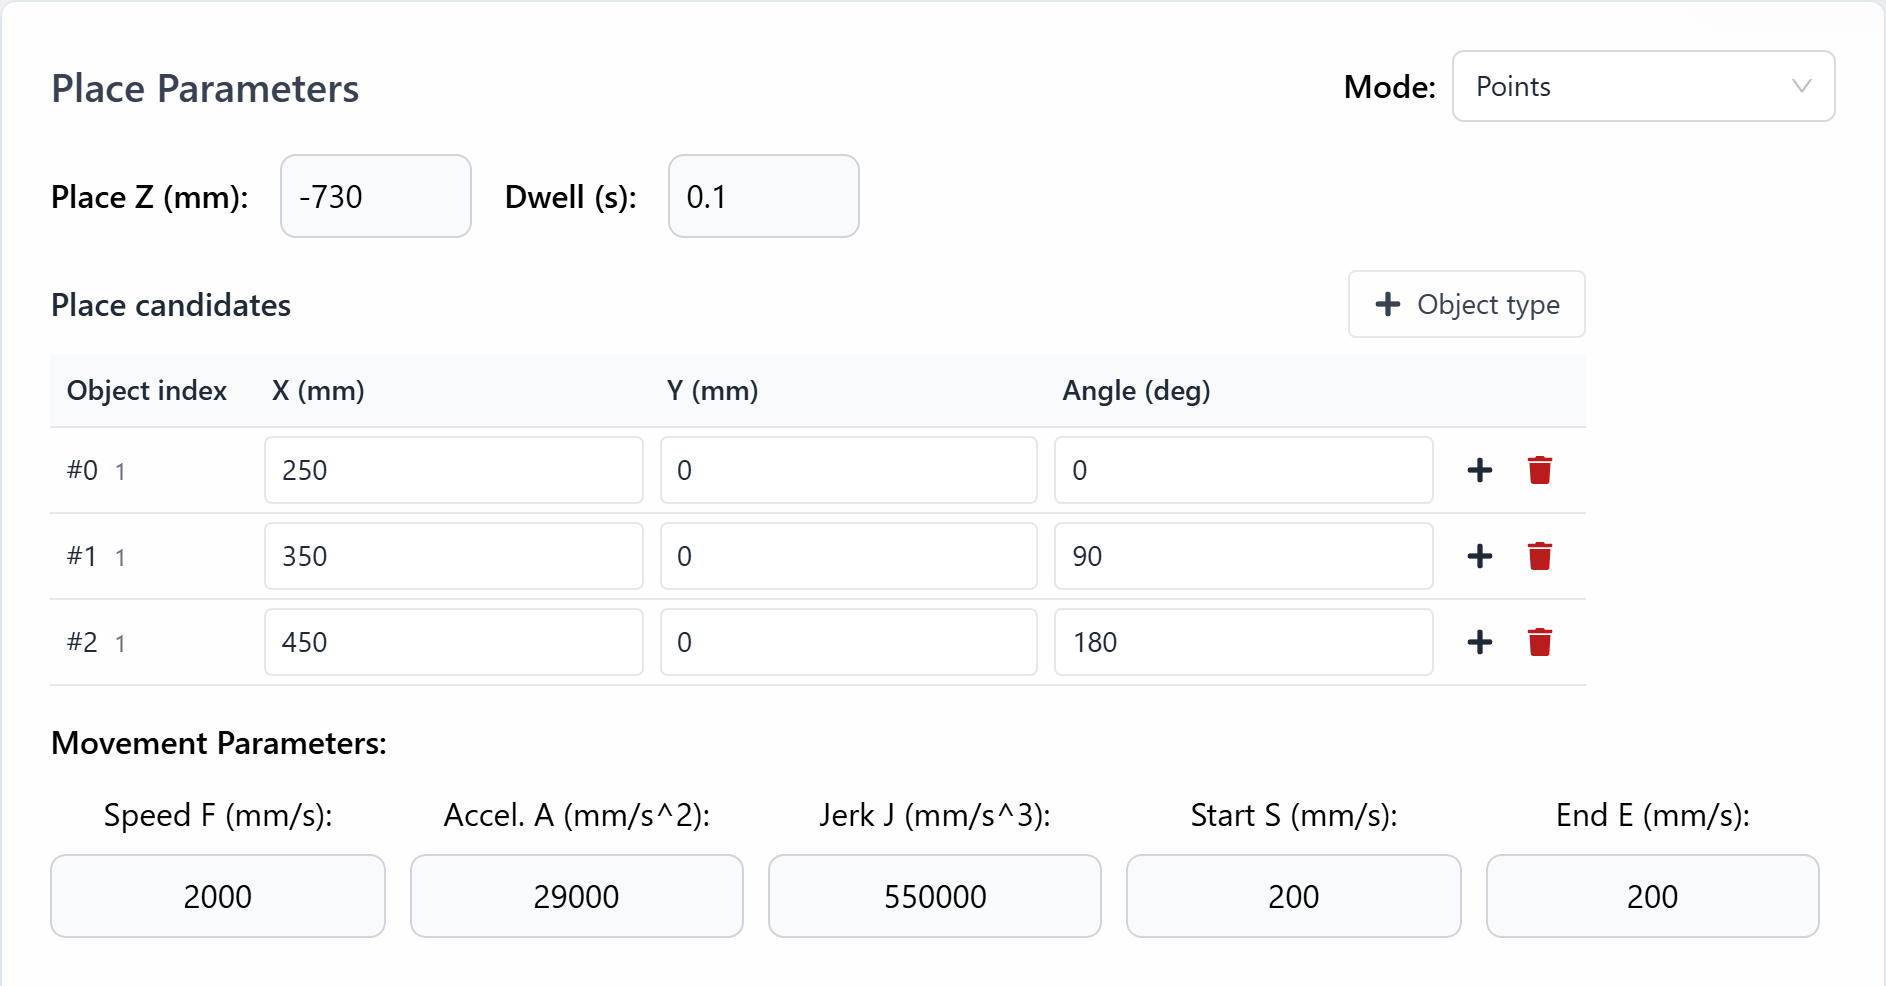 Place Parameters
Mode: Points
Place Z (mm): -730 Dwell (s): 0.1
Place candidates
Object type
Object index X (mm) Y (mm) Angle (deg)
#0 1 250 0 0
#1 1 350 0 90
#2 1 450 0 180
Movement Parameters:
Speed F (mm/s): Accel. A (mm/s^2): Jerk J (mm/s^3): Start S (mm/s): End E (mm/s):
2000 29000 550000 200 200